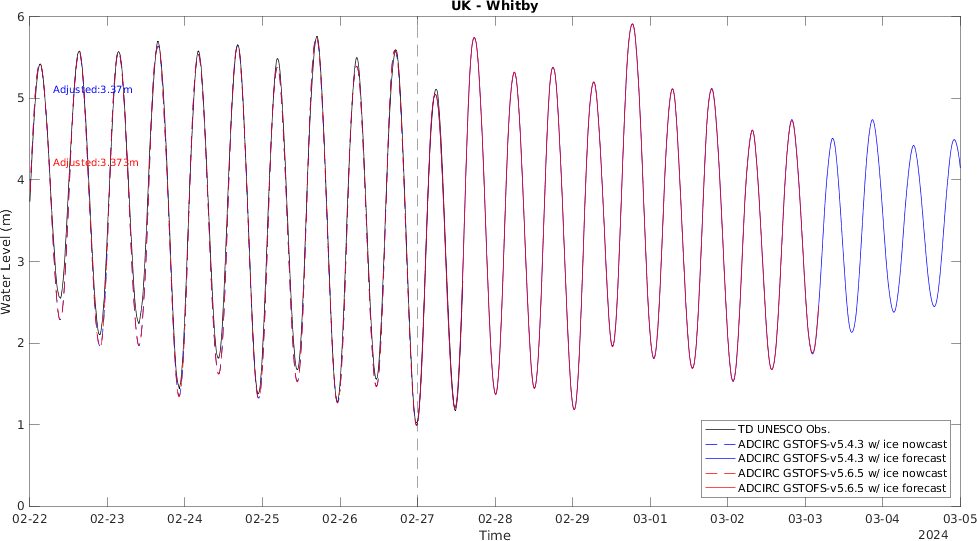 UK - Whitby
6
5
4
3
2
1
0
Water Level (m)
Adjusted:3.37m
Adjusted:3.373m
TD UNESCO Obs.
ADCIRC GSTOFS-v5.4.3 w/ ice nowcast
ADCIRC GSTOFS-v5.4.3 w/ ice forecast
ADCIRC GSTOFS-v5.6.5 w/ ice nowcast
ADCIRC GSTOFS-v5.6.5 w/ ice forecast
02-22 02-23 02-24 02-25 02-26 02-27 02-28 02-29 03-01 03-02 03-03 03-04 03-05
Time
2024